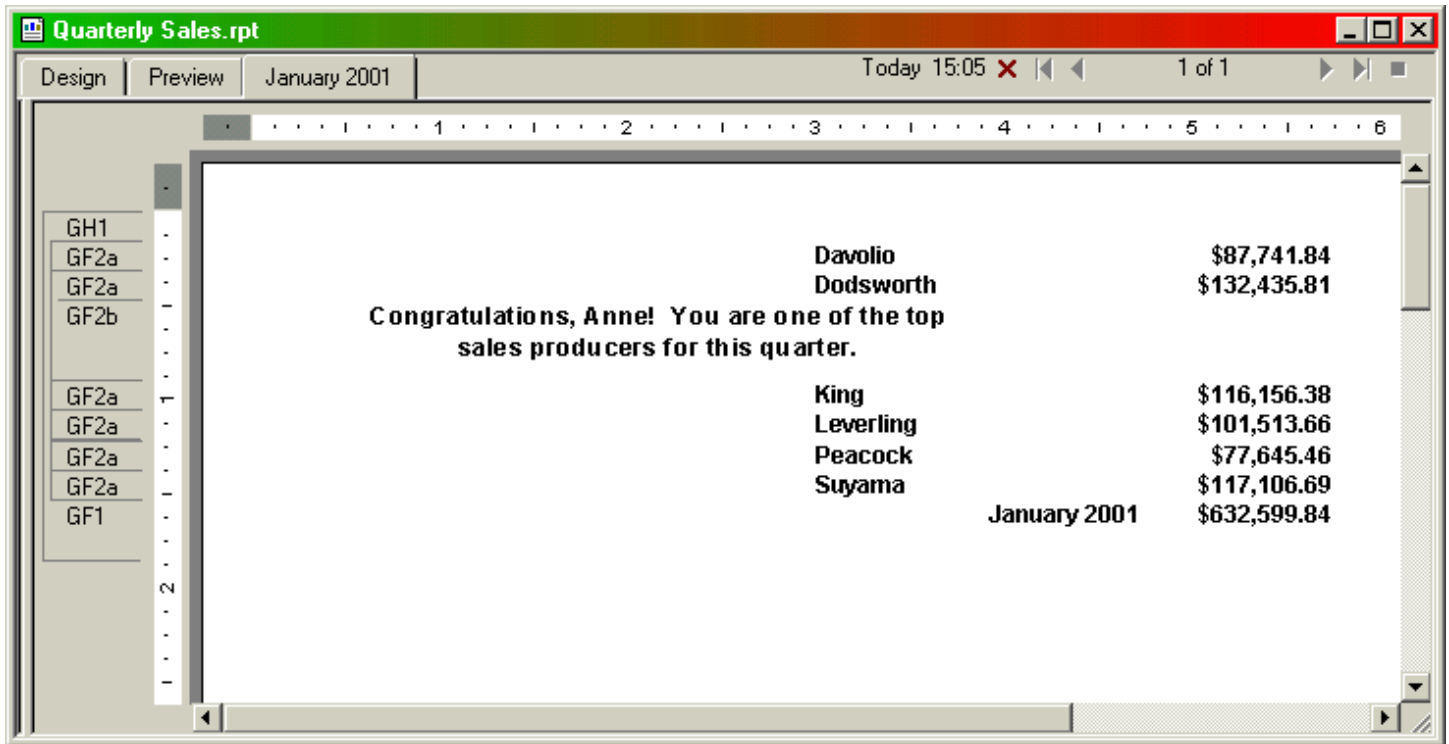 Quarterly Sales.rpt
Design Preview January 2001 Today 15:05 1 of 1
1 2 3 4 5 6
GH1
GF2a Davolio $87,741.84
GF2a Dodsworth $132,435.81
GF2b Congratulations, Anne! You are one of the top
sales producers for this quarter.
GF2a King $116,156.38
1
GF2a Leverling $101,513.66
GF2a Peacock $77,645.46
GF2a Suyama $117,106.69
GF1 January 2001 $632,599.84
2